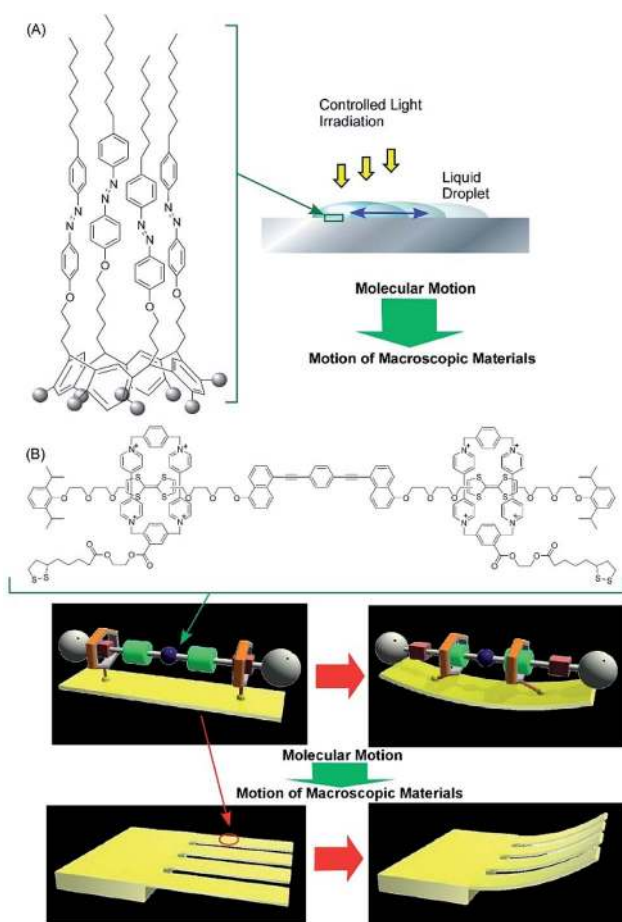 (A)
Controlled Light
Irradiation
Liquid
Droplet
N
N
N
N
N
N
N
N
O
O
O
O
Molecular Motion
Motion of Macroscopic Materials
(B)
N+
N+
N+
N+
O
O
O
S
S
S
S
O
O
O
O
O
O
S
S
S
S
O
O
O
N+
N+
N+
N+
O
O
O
O
S
S
O
O
O
O
S
S
Molecular Motion
Motion of Macroscopic Materials